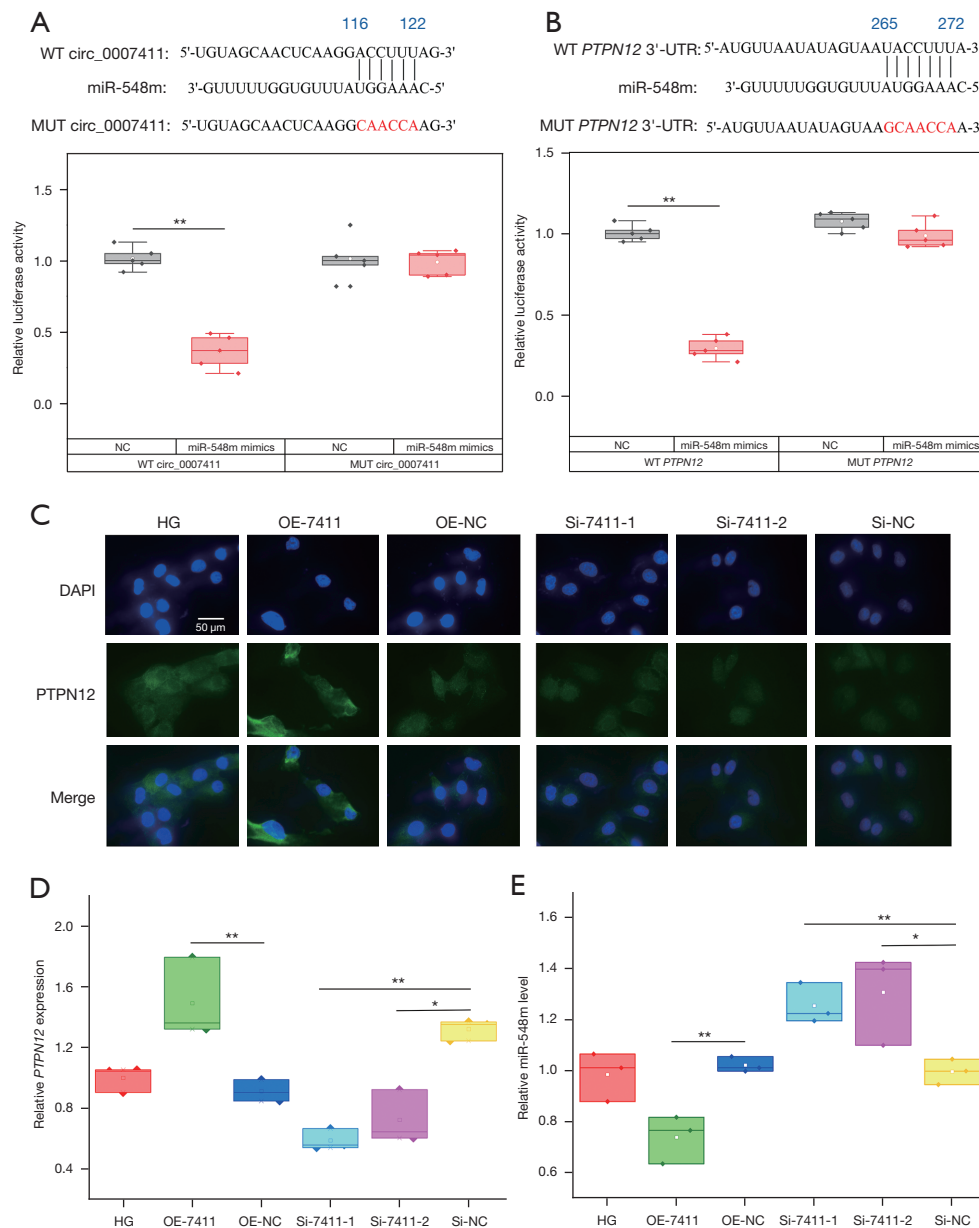 A
116 122
WT circ_0007411: 5'-UGUAGCAACUCAAGGACCUUUAG-3'
miR-548m: 3'-GUUUUUGGUGUUUAUGGAAAC-5'
MUT circ_0007411: 5'-UGUAGCAACUCAAGGCAACCAAG-3'
Relative luciferase activity
1.5
1.0
0.5
0.0
**
NC miR-548m mimics NC miR-548m mimics
WT circ_0007411 MUT circ_0007411
B
265 272
WT PTPN12 3'-UTR: 5'-AUGUUAAUAUAGUAAUACCUUUA-3'
miR-548m: 3'-GUUUUUGGUGUUUAUGGAAAC-5'
MUT PTPN12 3'-UTR: 5'-AUGUUAAUAUAGUAAGCAACCAA-3'
Relative luciferase activity
1.5
1.0
0.5
0.0
**
NC miR-548m mimics NC miR-548m mimics
WT PTPN12 MUT PTPN12
C
HG OE-7411 OE-NC Si-7411-1 Si-7411-2 Si-NC
DAPI
50 µm
PTPN12
Merge
D
Relative PTPN12 expression
2.0
1.6
1.2
0.8
0.4
**
**
*
HG OE-7411 OE-NC Si-7411-1 Si-7411-2 Si-NC
E
Relative miR-548m level
1.6
1.4
1.2
1.0
0.8
0.6
**
**
*
HG OE-7411 OE-NC Si-7411-1 Si-7411-2 Si-NC